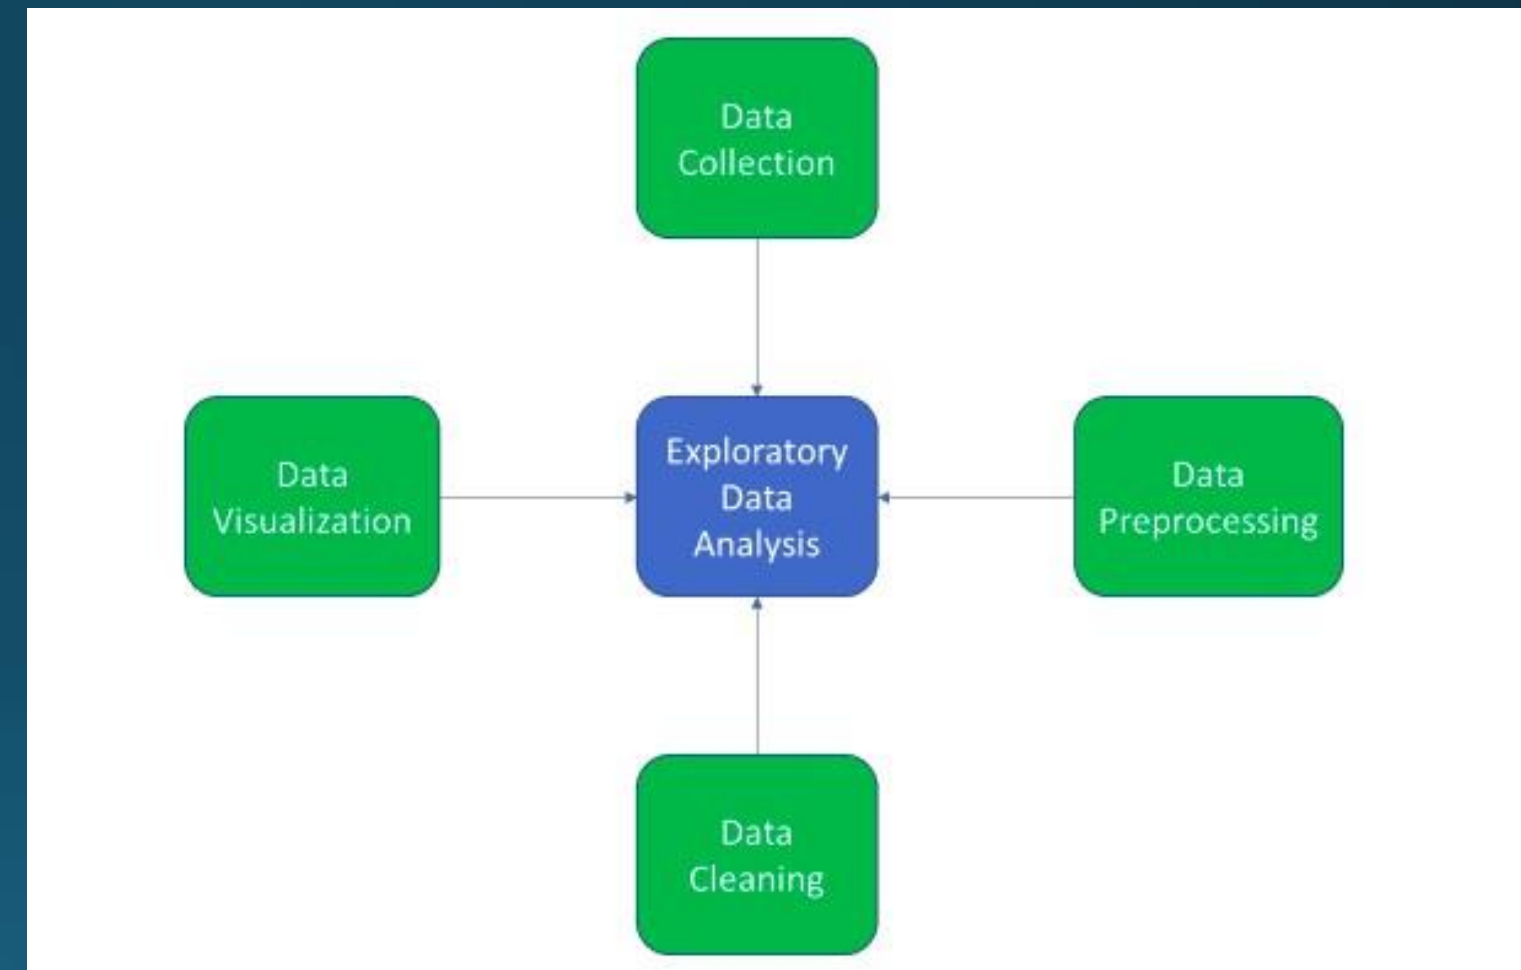 Data
Collection
Data
Visualization
Exploratory
Data
Analysis
Data
Preprocessing
Data
Cleaning